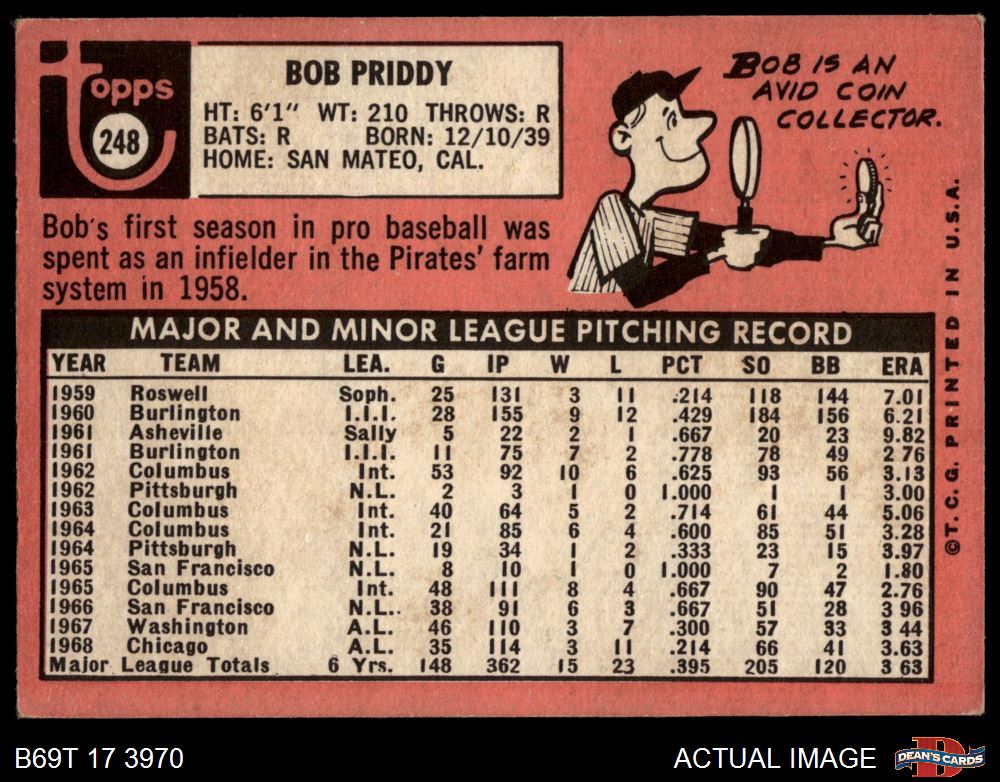 Topps
248
BOB PRIDDY
HT: 6'1" WT: 210 THROWS: R
BATS: R BORN: 12/10/39
HOME: SAN MATEO, CAL.
BOB IS AN
AVID COIN
COLLECTOR.
Bob's first season in pro baseball was
spent as an infielder in the Pirates' farm
system in 1958.
MAJOR AND MINOR LEAGUE PITCHING RECORD
YEAR TEAM LEA. G IP W L PCT SO BB ERA
1959 Roswell Soph. 25 131 3 11 .214 118 144 7.01
1960 Burlington I.I.I. 28 155 9 12 .429 184 156 6.21
1961 Asheville Sally 5 22 2 1 .667 20 23 9.82
1961 Burlington I.I.I. 11 75 7 2 .778 78 49 2 76
1962 Columbus Int. 53 92 10 6 .625 93 56 3.13
1962 Pittsburgh N.L. 2 3 1 0 1.000 1 1 3.00
1963 Columbus Int. 40 64 5 2 .714 61 44 5.06
1964 Columbus Int. 21 85 6 4 .600 85 51 3.28
1964 Pittsburgh N.L. 19 34 1 2 .333 23 15 3.97
1965 San Francisco N.L. 8 10 1 0 1.000 7 2 1.80
1965 Columbus Int. 48 111 8 4 .667 90 47 2.76
1966 San Francisco N.L.. 38 91 6 3 .667 51 28 3 96
1967 Washington A.L. 46 110 3 7 .300 57 33 3 44
1968 Chicago A.L. 35 114 3 11 .214 66 41 3.63
Major League Totals 6 Yrs. 148 362 15 23 .395 205 120 3 63
©T.C.G. PRINTED IN U.S.A.
B69T 17 3970
ACTUAL IMAGE
D
DEAN'S CARDS